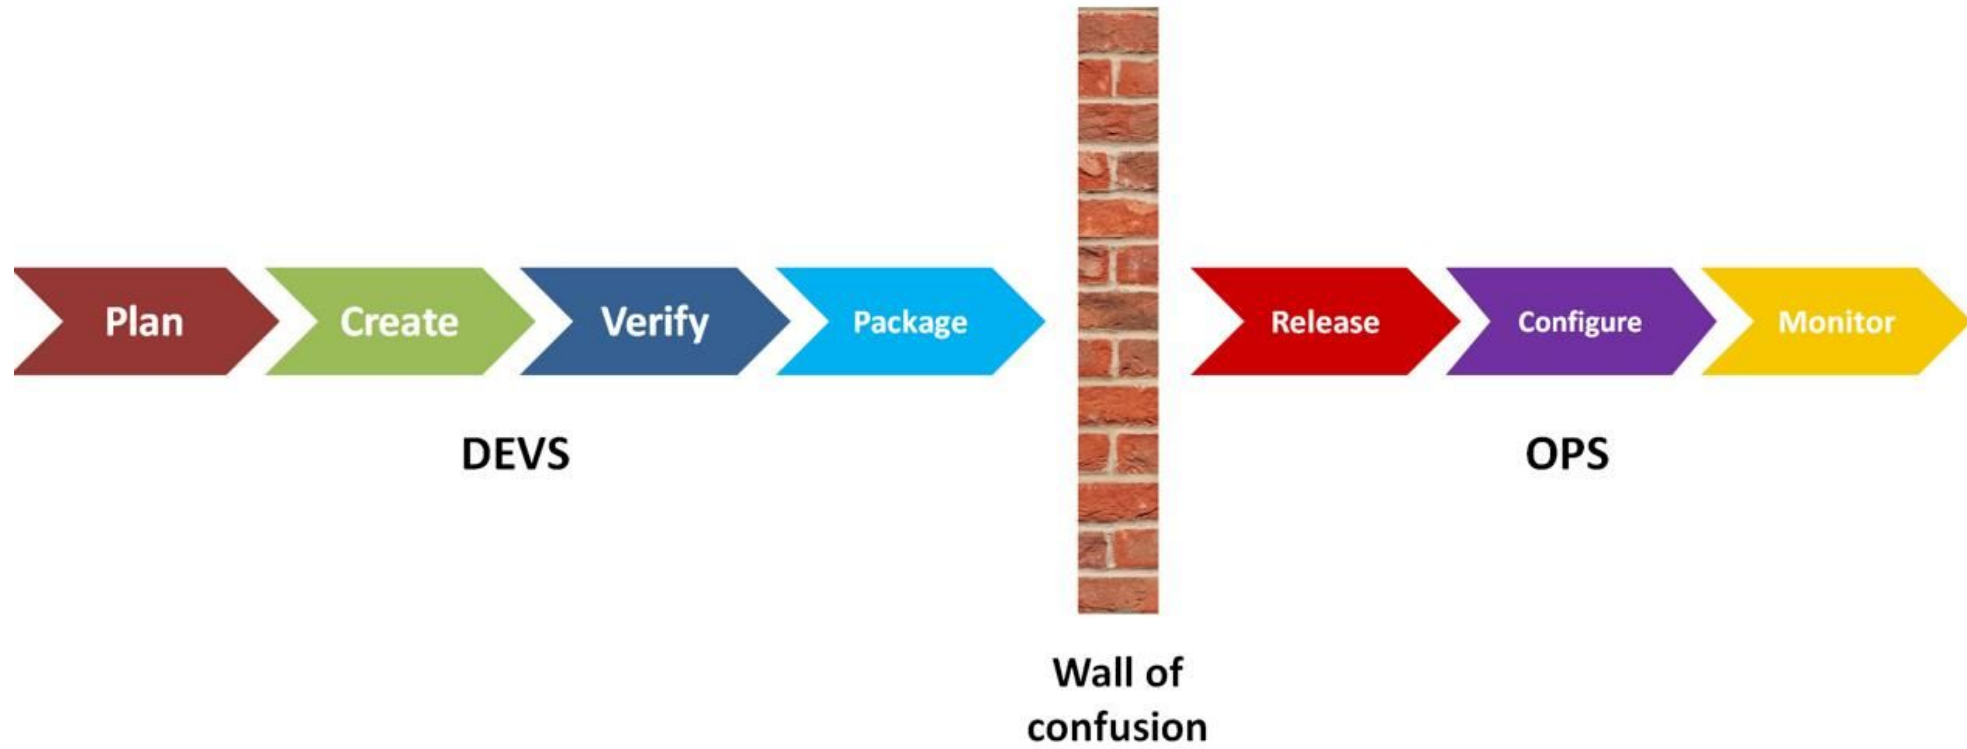 Plan
Create
Verify
Package
Release
Configure
Monitor
DEVS
OPS
Wall of
confusion